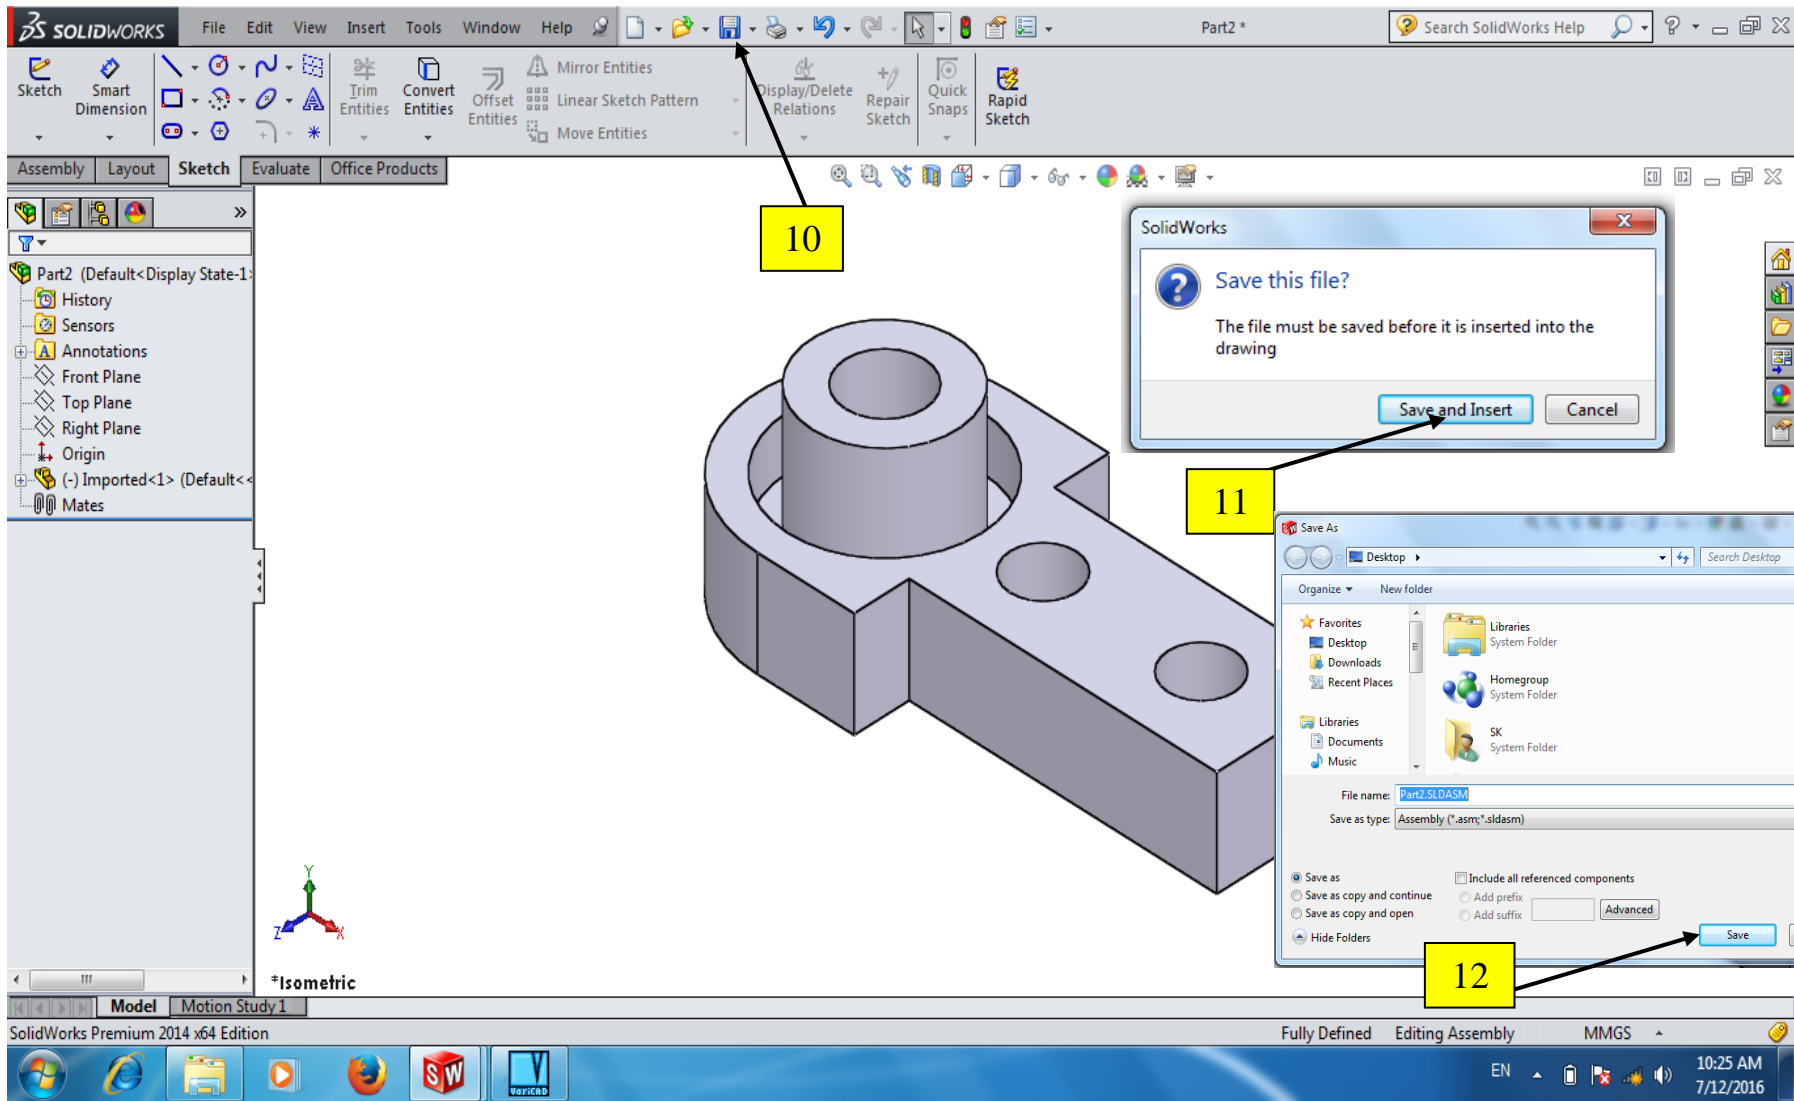 SOLIDWORKS File Edit View Insert Tools Window Help Part2 * Search SolidWorks Help ?
Sketch
Smart
Dimension
Trim
Entities
Convert
Entities
Offset
Entities
Mirror Entities
Linear Sketch Pattern
Move Entities
Display/Delete
Relations
Repair
Sketch
Quick
Snaps
Rapid
Sketch
Assembly Layout Sketch Evaluate Office Products
10
Part2 (Default<Display State-1>
History
Sensors
Annotations
Front Plane
Top Plane
Right Plane
Origin
(-) Imported<1> (Default<<
Mates
SolidWorks
Save this file?
The file must be saved before it is inserted into the
drawing
Save and Insert Cancel
11
Save As
Desktop
Search Desktop
Organize New folder
Favorites
Desktop
Downloads
Recent Places
Libraries
Documents
Music
Libraries
System Folder
Homegroup
System Folder
SK
System Folder
File name: Part2.SLDASM
Save as type: Assembly (*.asm;*.sldasm)
Save as
Save as copy and continue
Save as copy and open
Include all referenced components
Add prefix
Add suffix
Advanced
Hide Folders
Save
12
Y
Z
X
*Isometric
Model Motion Study 1
SolidWorks Premium 2014 x64 Edition Fully Defined Editing Assembly MMGS
SW
V
VariCAD
EN
10:25 AM
7/12/2016